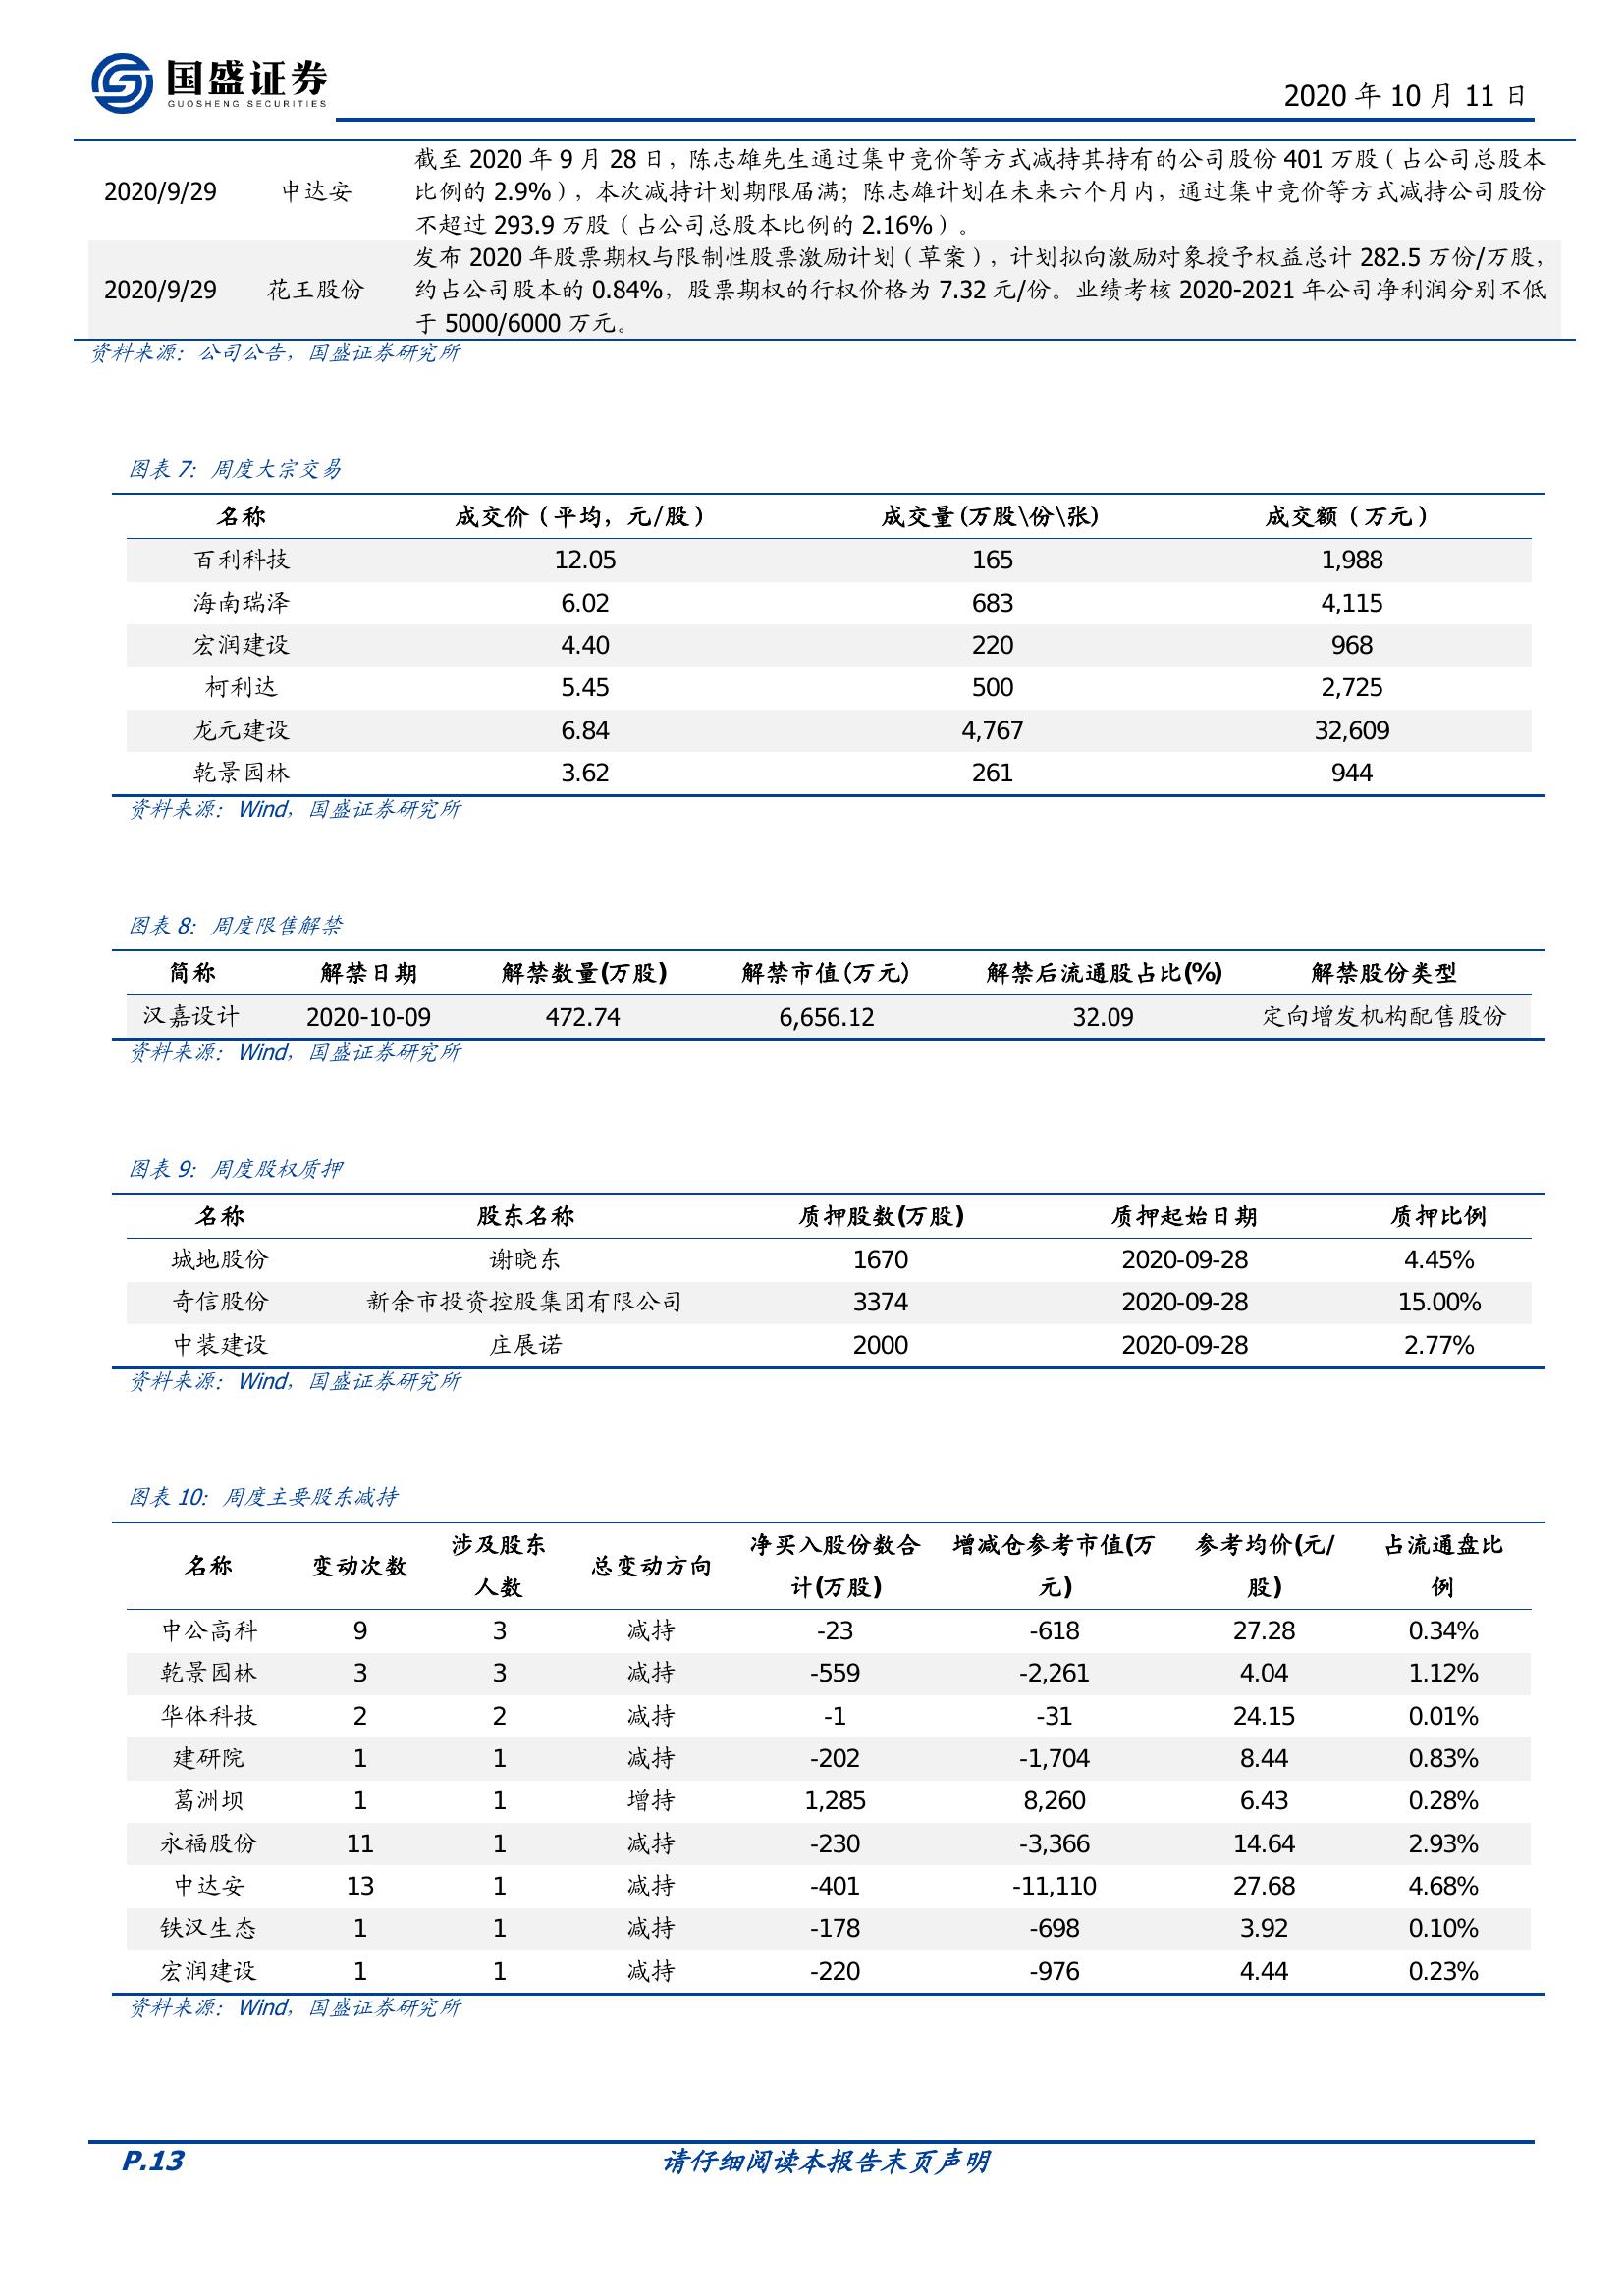 国盛证券
GUOSHENG SECURITIES
2020 年 10 月 11 日
2020/9/29 中达安 截至 2020 年 9 月 28 日，陈志雄先生通过集中竞价等方式减持其持有的公司股份 401 万股（占公司总股本
比例的 2.9%），本次减持计划期限届满；陈志雄计划在未来六个月内，通过集中竞价等方式减持公司股份
不超过 293.9 万股（占公司总股本比例的 2.16%）。
2020/9/29 花王股份 发布 2020 年股票期权与限制性股票激励计划（草案），计划拟向激励对象授予权益总计 282.5 万份/万股，
约占公司股本的 0.84%，股票期权的行权价格为 7.32 元/份。业绩考核 2020-2021 年公司净利润分别不低
于 5000/6000 万元。
资料来源：公司公告，国盛证券研究所
图表 7：周度大宗交易
名称 成交价（平均，元/股） 成交量(万股\份\张) 成交额（万元）
百利科技 12.05 165 1,988
海南瑞泽 6.02 683 4,115
宏润建设 4.40 220 968
柯利达 5.45 500 2,725
龙元建设 6.84 4,767 32,609
乾景园林 3.62 261 944
资料来源：Wind，国盛证券研究所
图表 8：周度限售解禁
简称 解禁日期 解禁数量(万股) 解禁市值(万元) 解禁后流通股占比(%) 解禁股份类型
汉嘉设计 2020-10-09 472.74 6,656.12 32.09 定向增发机构配售股份
资料来源：Wind，国盛证券研究所
图表 9：周度股权质押
名称 股东名称 质押股数(万股) 质押起始日期 质押比例
城地股份 谢晓东 1670 2020-09-28 4.45%
奇信股份 新余市投资控股集团有限公司 3374 2020-09-28 15.00%
中装建设 庄展诺 2000 2020-09-28 2.77%
资料来源：Wind，国盛证券研究所
图表 10：周度主要股东减持
名称 变动次数 涉及股东 总变动方向 净买入股份数合 增减仓参考市值(万 参考均价(元/ 占流通盘比
人数 计(万股) 元) 股) 例
中公高科 9 3 减持 -23 -618 27.28 0.34%
乾景园林 3 3 减持 -559 -2,261 4.04 1.12%
华体科技 2 2 减持 -1 -31 24.15 0.01%
建研院 1 1 减持 -202 -1,704 8.44 0.83%
葛洲坝 1 1 增持 1,285 8,260 6.43 0.28%
永福股份 11 1 减持 -230 -3,366 14.64 2.93%
中达安 13 1 减持 -401 -11,110 27.68 4.68%
铁汉生态 1 1 减持 -178 -698 3.92 0.10%
宏润建设 1 1 减持 -220 -976 4.44 0.23%
资料来源：Wind，国盛证券研究所
P.13 请仔细阅读本报告末页声明